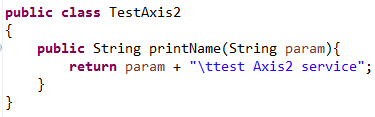 public class TestAxis2
{
    public String printName(String param){
        return param + "\ttest Axis2 service";
    }
}